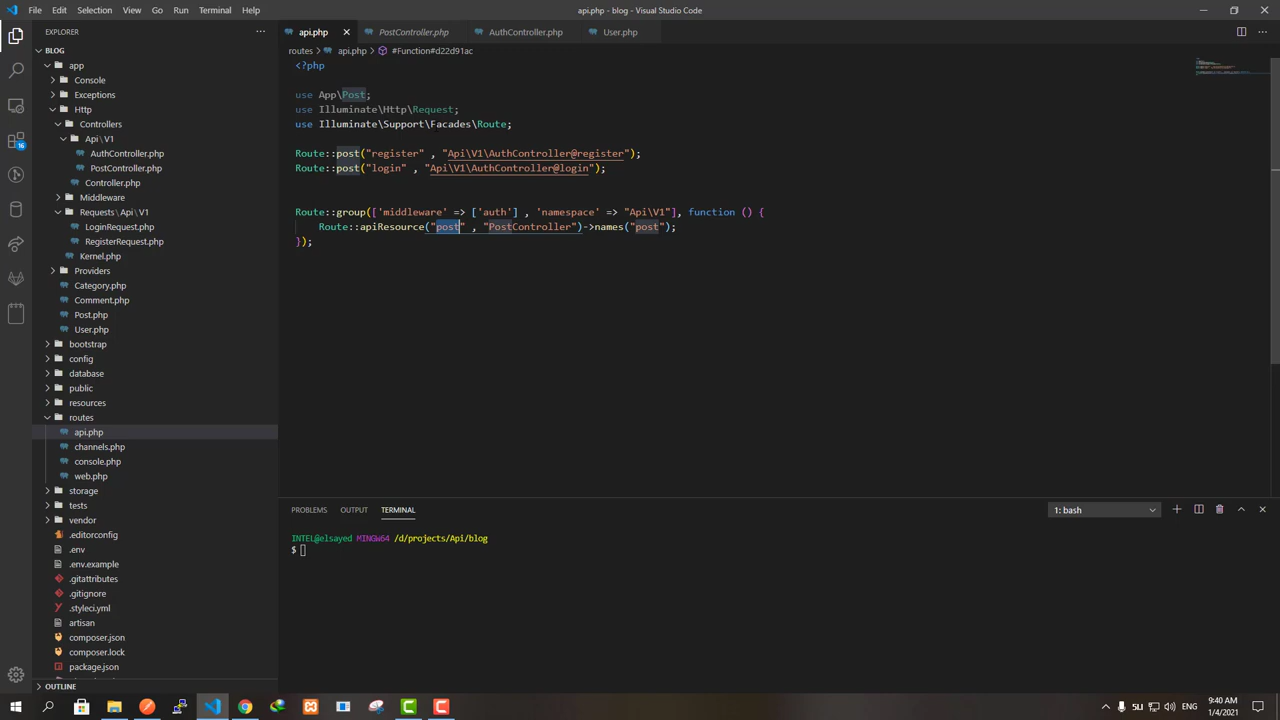 File Edit Selection View Go Run Terminal Help
api.php - blog - Visual Studio Code
EXPLORER
BLOG
app
Console
Exceptions
Http
Controllers
Api\V1
AuthController.php
PostController.php
Controller.php
Middleware
Requests\Api\V1
LoginRequest.php
RegisterRequest.php
Kernel.php
Providers
Category.php
Comment.php
Post.php
User.php
bootstrap
config
database
public
resources
routes
api.php
channels.php
console.php
web.php
storage
tests
vendor
.editorconfig
.env
.env.example
.gitattributes
.gitignore
.styleci.yml
artisan
composer.json
composer.lock
package.json
OUTLINE
16
api.php PostController.php AuthController.php User.php
routes > api.php > #Function#d22d91ac
<?php
use App\Post;
use Illuminate\Http\Request;
use Illuminate\Support\Facades\Route;
Route::post("register" , "Api\V1\AuthController@register");
Route::post("login" , "Api\V1\AuthController@login");
Route::group(['middleware' => ['auth'] , 'namespace' => "Api\V1"], function () {
Route::apiResource("post" , "PostController")->names("post");
});
PROBLEMS OUTPUT TERMINAL
1: bash
INTEL@elsayed MINGW64 /d/projects/Api/blog
$
ENG
9:40 AM
1/4/2021